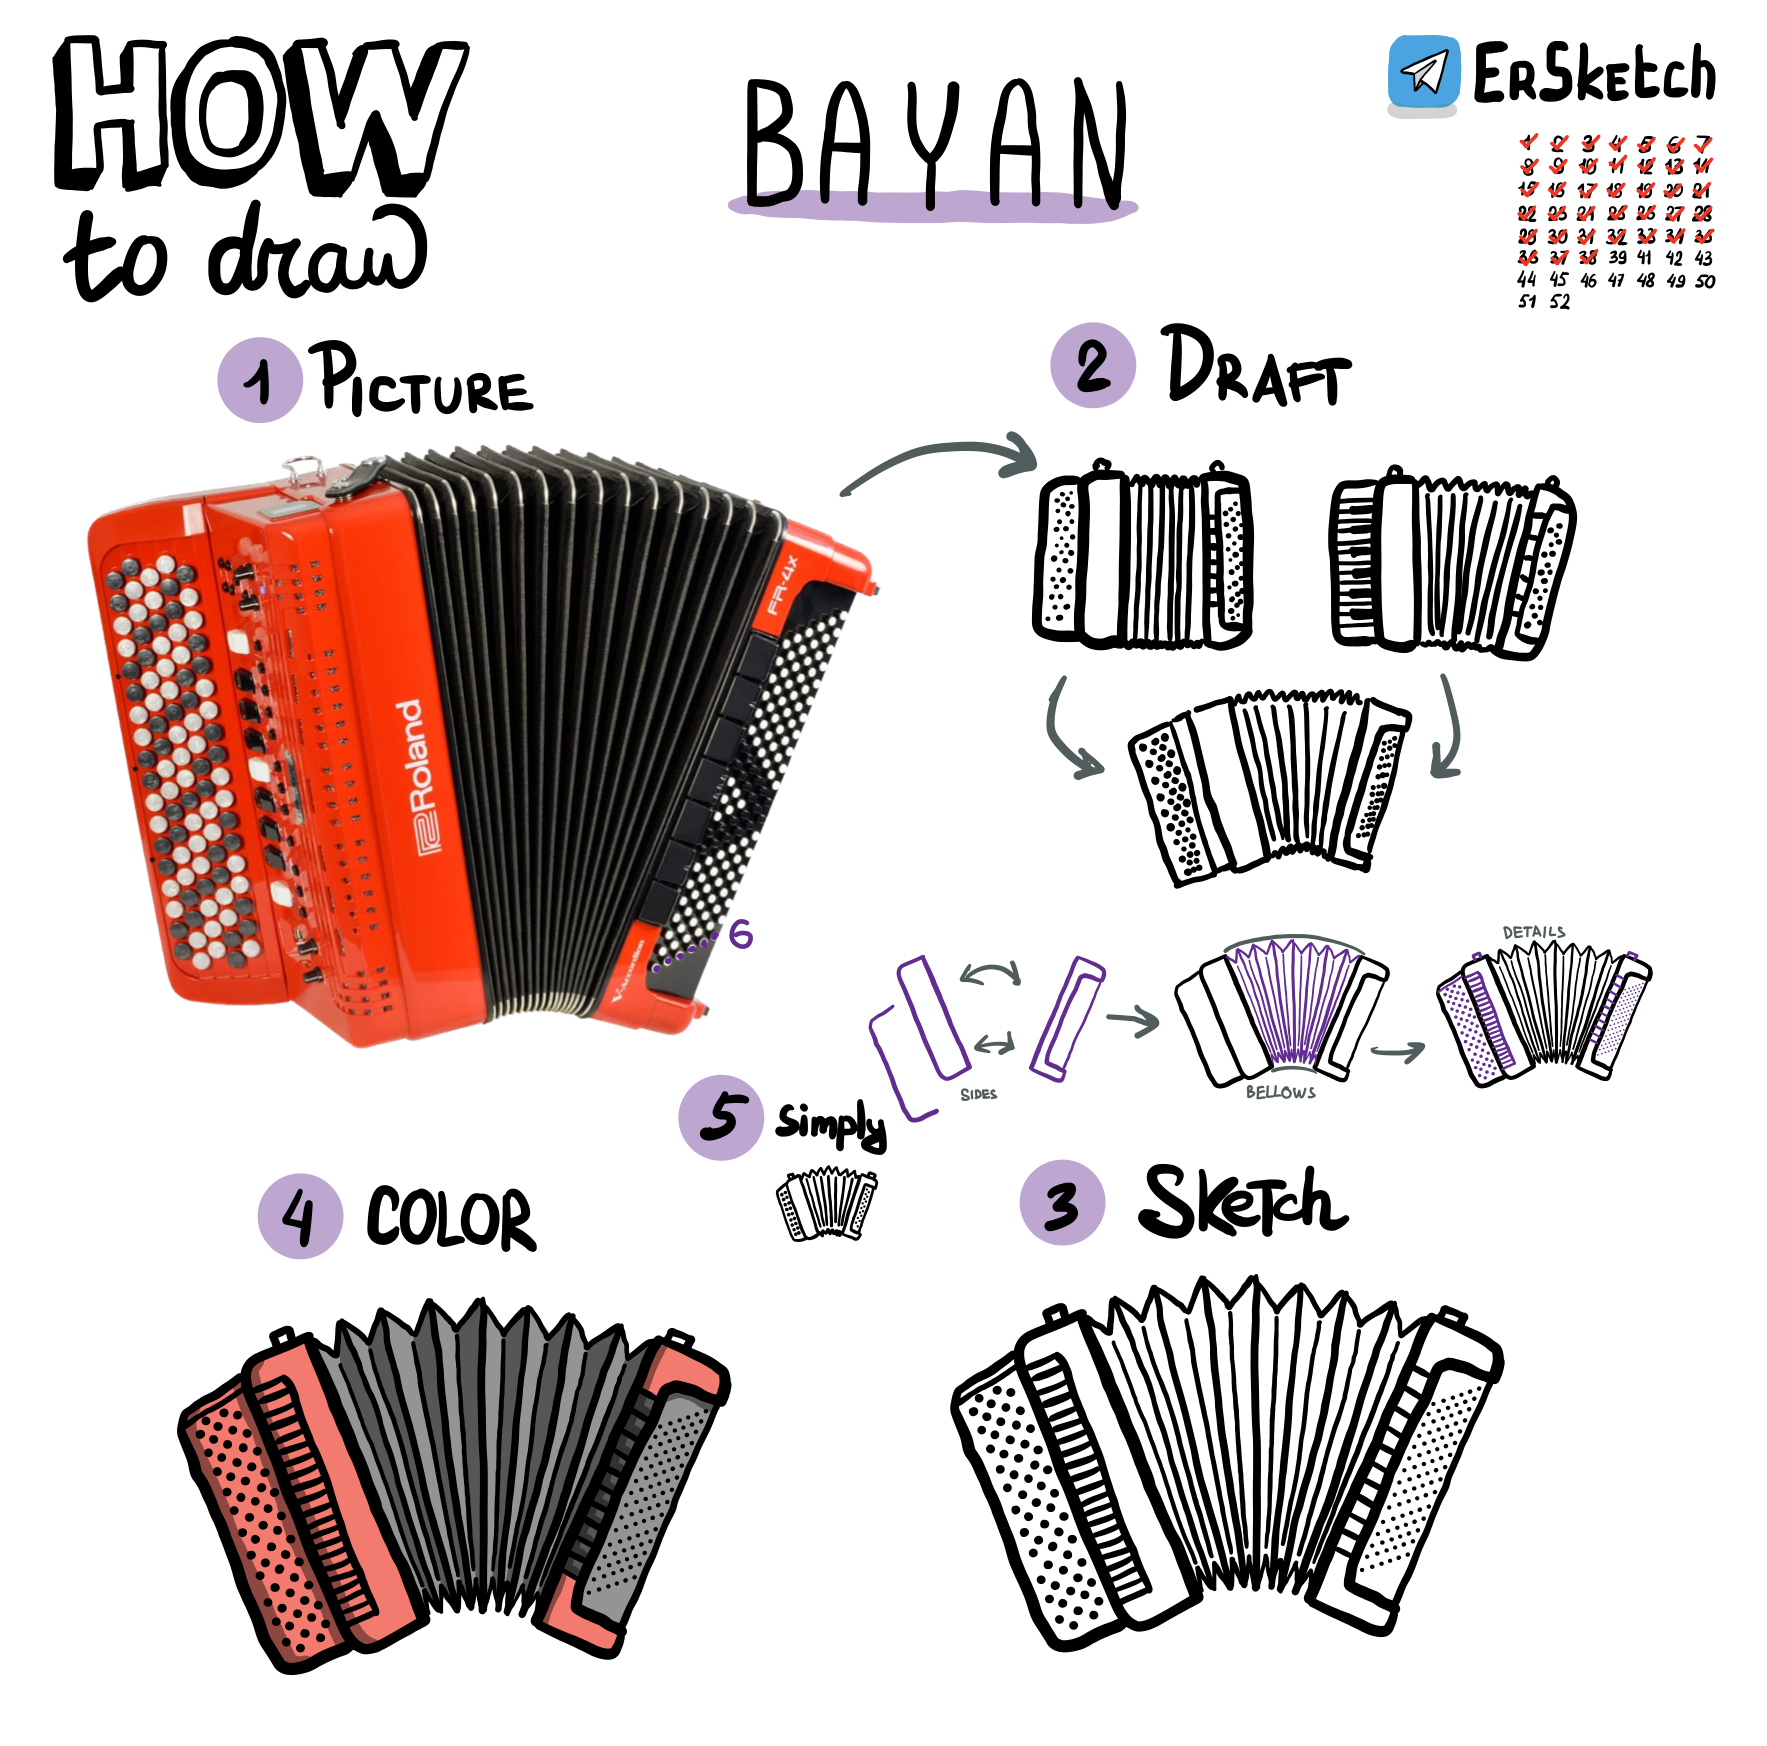 HOW
to draw
BAYAN
ErSketch
1 2 3 4 5 6 7
8 9 10 11 12 13 14
15 16 17 18 19 20 21
22 23 24 25 26 27 28
29 30 31 32 33 34 35
36 37 38 39 41 42 43
44 45 46 47 48 49 50
51 52
1 PICTURE
2 DRAFT
FR-4X
Roland
V-Accordion
6
SIDES
BELLOWS
DETAILS
5 Simply
4 COLOR
3 SKeTch